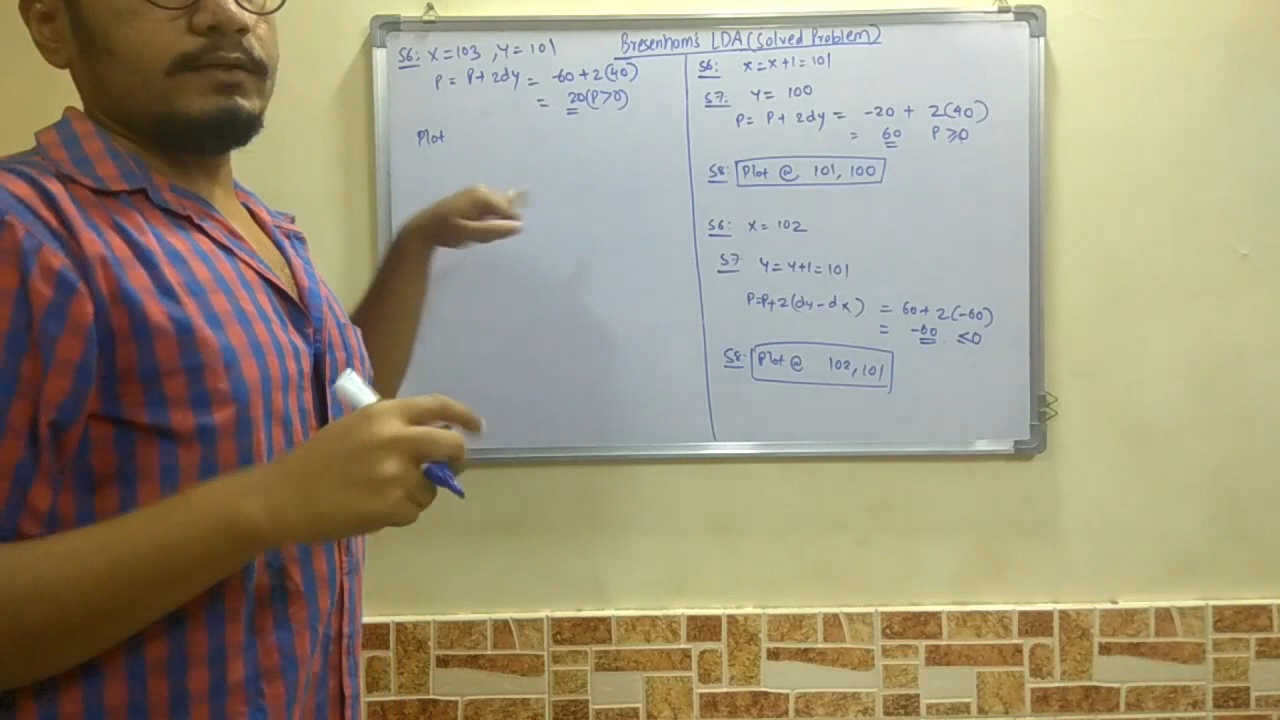 Bresenham's LDA (Solved Problem)
S6: x = 103 , y = 101
P = P + 2dy = -60 + 2(40)
= 20 (P>0)
Plot
S6: x = x+1 = 101
S7: y = 100
P = P + 2dy = -20 + 2(40)
= 60 P ≥ 0
S8: Plot @ 101, 100
S6: x = 102
S7 y = y+1 = 101
P=P+2(dy-dx) = 60+2(-60)
= -60 . ≤0
S8 Plot @ 102, 101